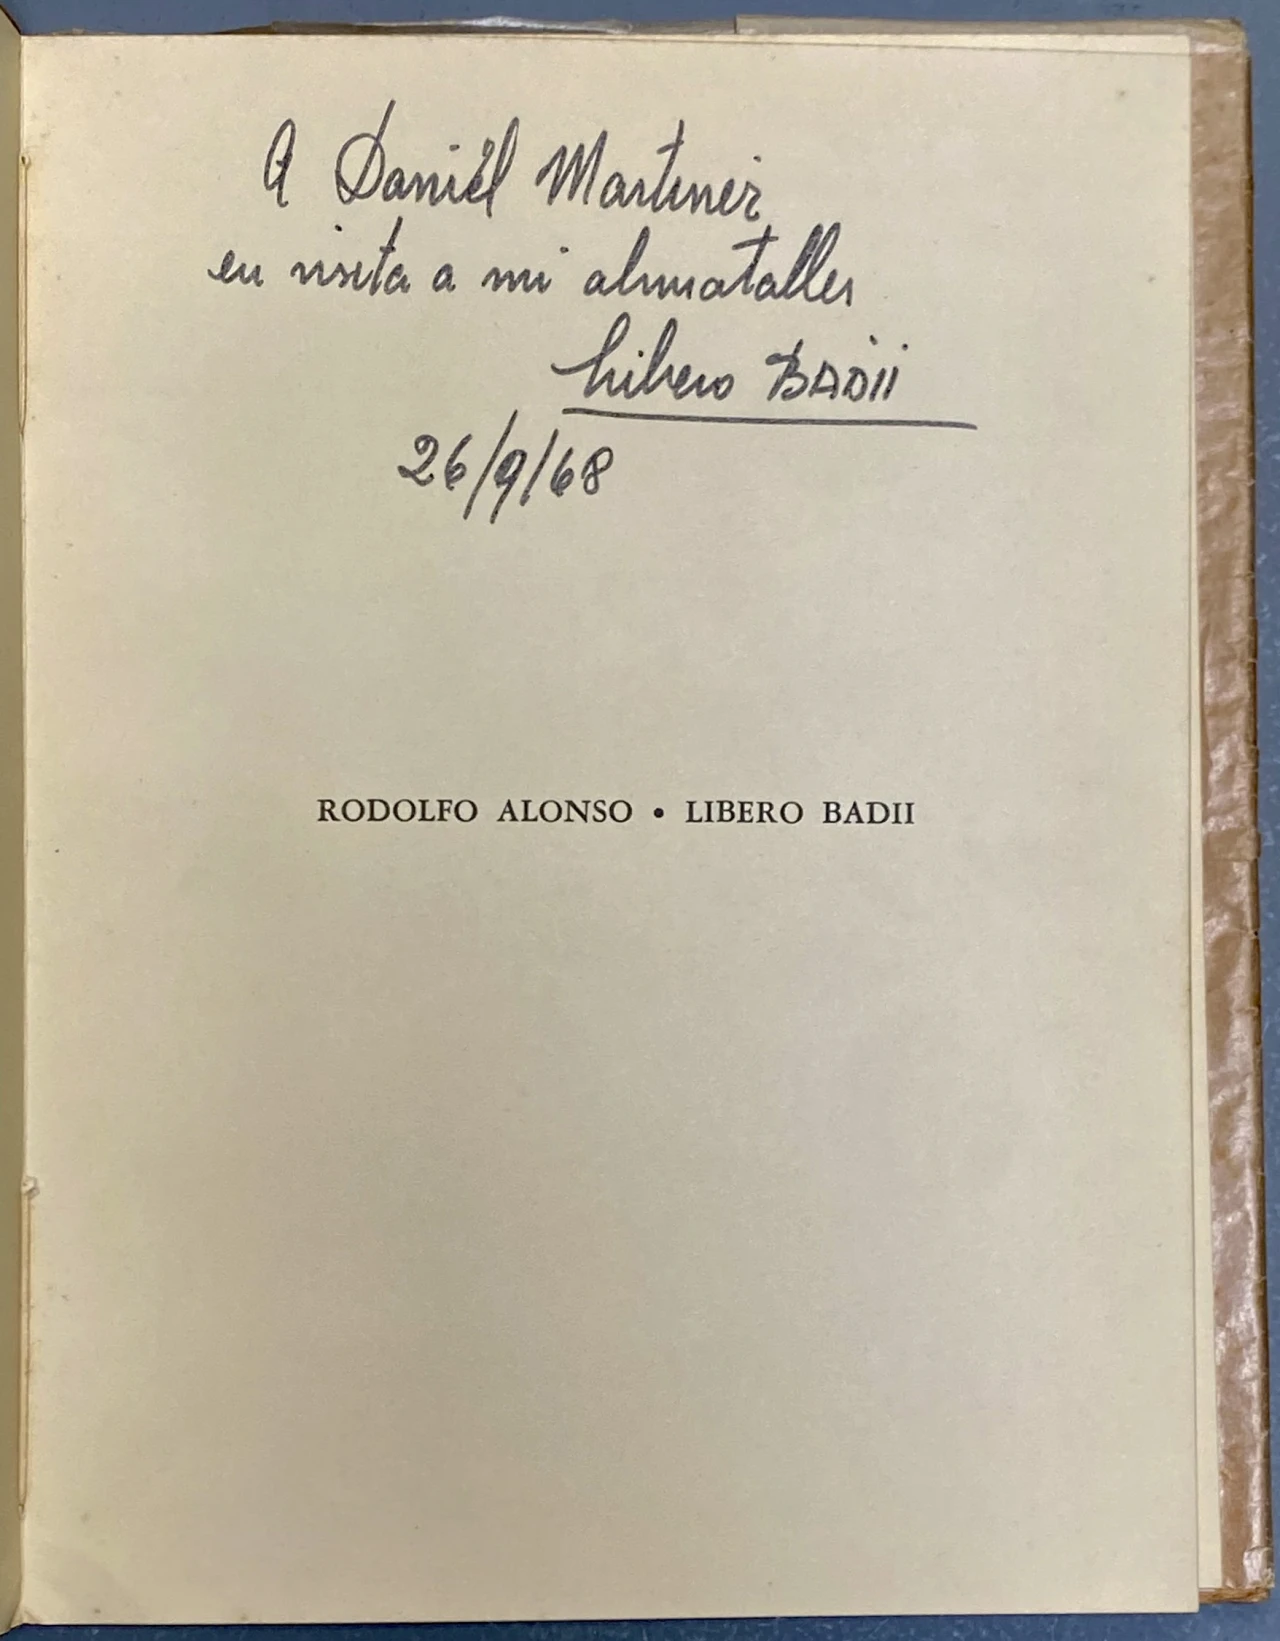 A Daniel Martinez
en visita a mi almataller
Libero BADII
26/9/68
RODOLFO ALONSO • LIBERO BADII